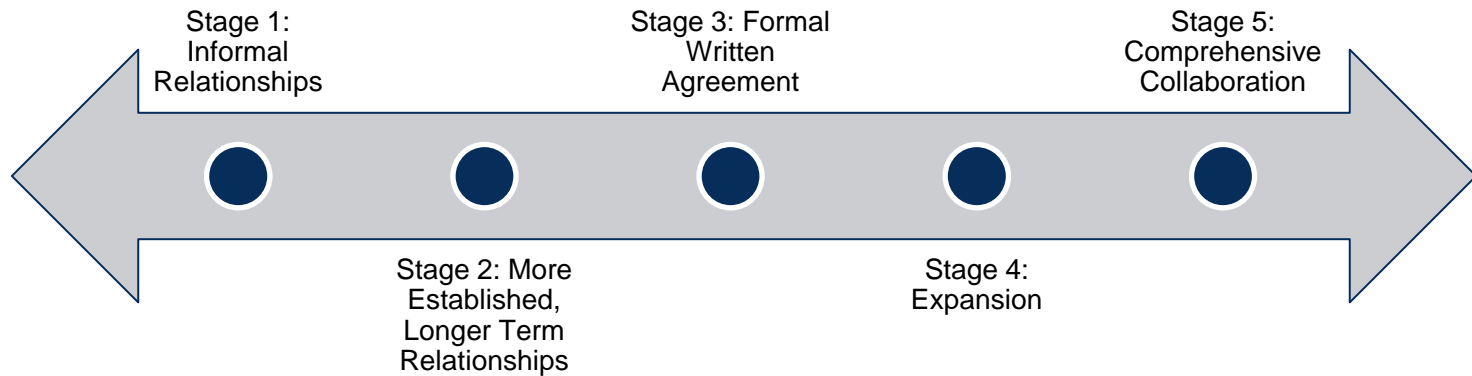 Stage 1:
Informal
Relationships
Stage 2: More
Established,
Longer Term
Relationships
Stage 3: Formal
Written
Agreement
Stage 4:
Expansion
Stage 5:
Comprehensive
Collaboration